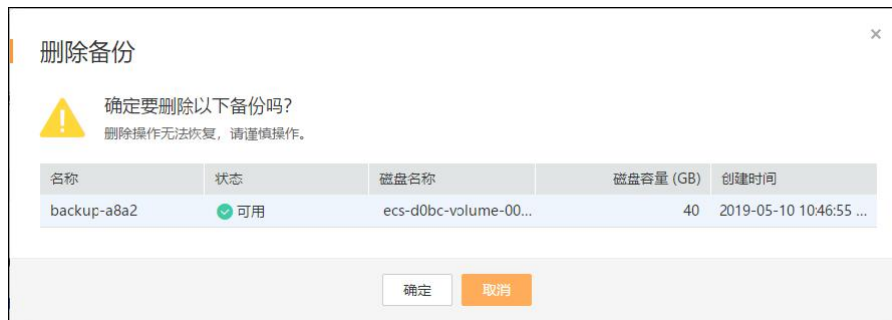 删除备份
确定要删除以下备份吗?
删除操作无法恢复，请谨慎操作。
名称 状态 磁盘名称 磁盘容量 (GB) 创建时间
backup-a8a2 可用 ecs-d0bc-volume-00... 40 2019-05-10 10:46:55 ...
确定 取消